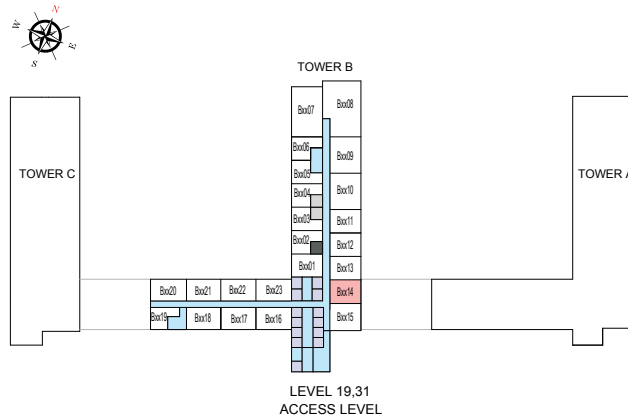 N
W
E
S
TOWER B
Bxx07
Bxx08
Bxx06
Bxx09
TOWER C
Bxx05
TOWER A
Bxx04
Bxx10
Bxx03
Bxx11
Bxx02
Bxx12
Bxx01
Bxx13
Bxx20
Bxx21
Bxx22
Bxx23
Bxx14
Bxx19
Bxx18
Bxx17
Bxx16
Bxx15
LEVEL 19,31
ACCESS LEVEL